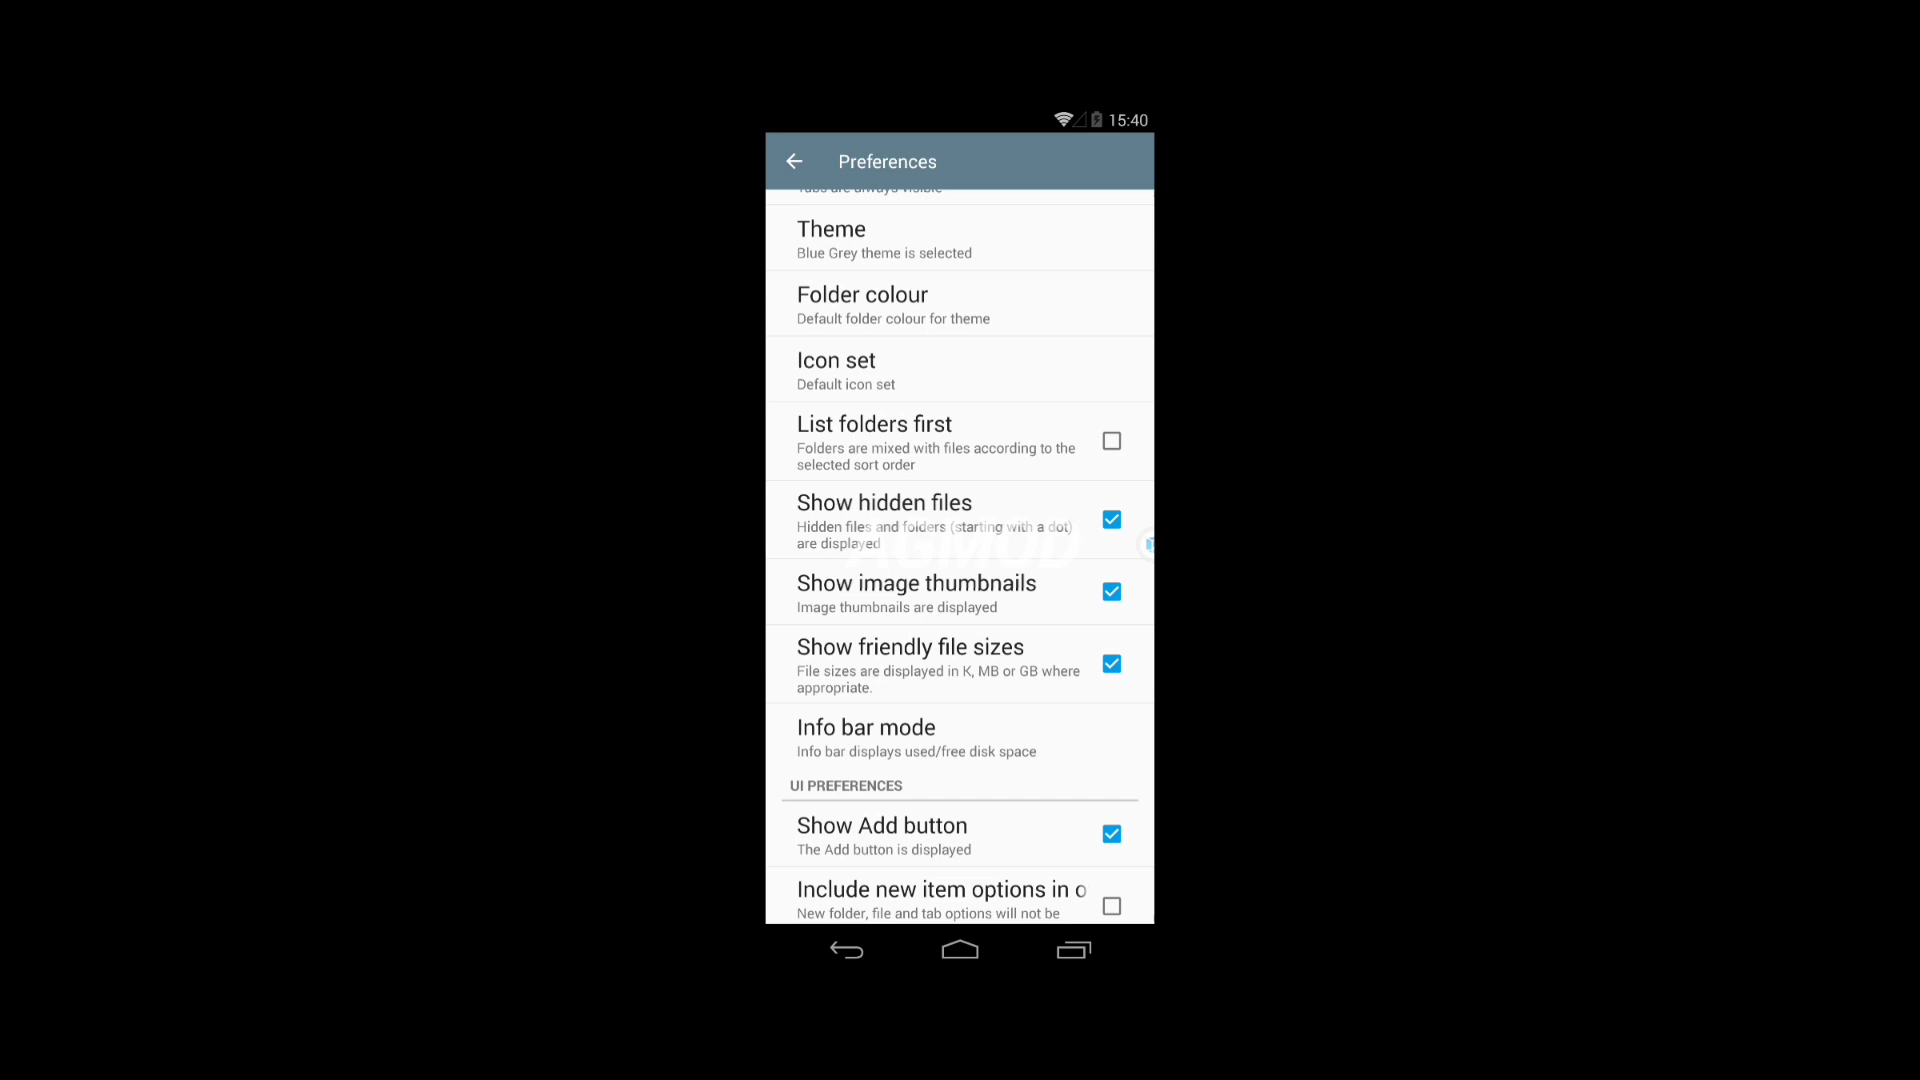 15:40
Preferences
Tabs are always visible
Theme
Blue Grey theme is selected
Folder colour
Default folder colour for theme
Icon set
Default icon set
List folders first
Folders are mixed with files according to the
selected sort order
Show hidden files
Hidden files and folders (starting with a dot)
are displayed
AGMOD
Show image thumbnails
Image thumbnails are displayed
Show friendly file sizes
File sizes are displayed in K, MB or GB where
appropriate.
Info bar mode
Info bar displays used/free disk space
UI PREFERENCES
Show Add button
The Add button is displayed
Include new item options in o
New folder, file and tab options will not be